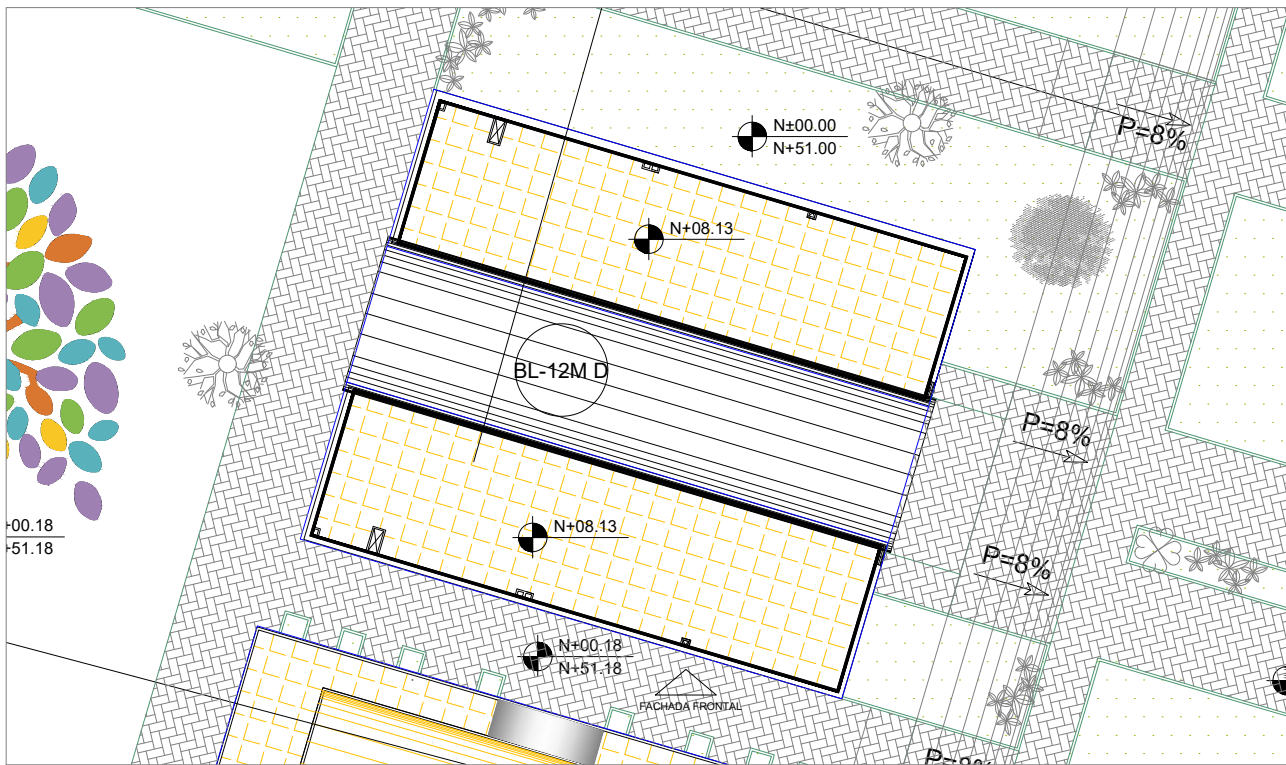 P=8%
N±00.00
N+51.00
N+08.13
BL-12M D
P=8%
N+08.13
+00.18
+51.18
P=8%
N+00.18
N+51.18
FACHADA FRONTAL
P=8%